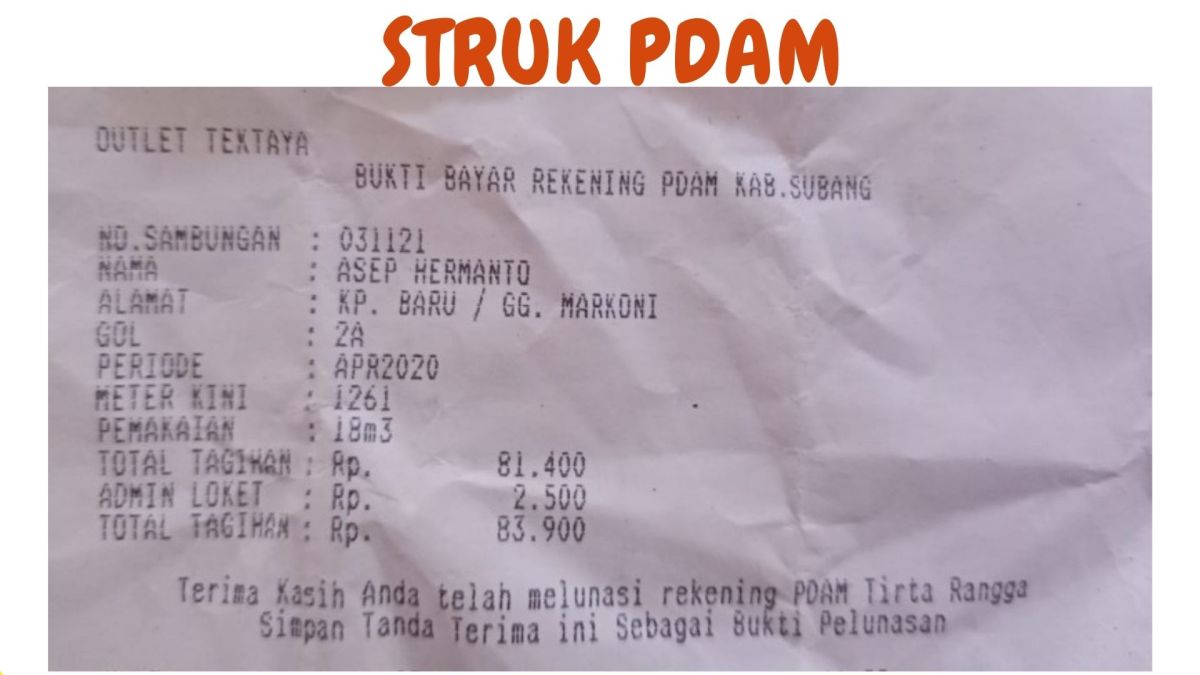 STRUK PDAM
OUTLET TEKTAYA
BUKTI BAYAR REKENING PDAM KAB.SUBANG
NO.SAMBUNGAN : 031121
NAMA : ASEP HERMANTO
ALAMAT : KP. BARU / GG. MARKONI
GOL : 2A
PERIODE : APR2020
METER KINI : 1261
PEMAKAIAN : 18m3
TOTAL TAGIHAN : Rp. 81.400
ADMIN LOKET : Rp. 2.500
TOTAL TAGIHAN : Rp. 83.900
Terima Kasih Anda telah melunasi rekening PDAM Tirta Rangga
Simpan Tanda Terima ini Sebagai Bukti Pelunasan